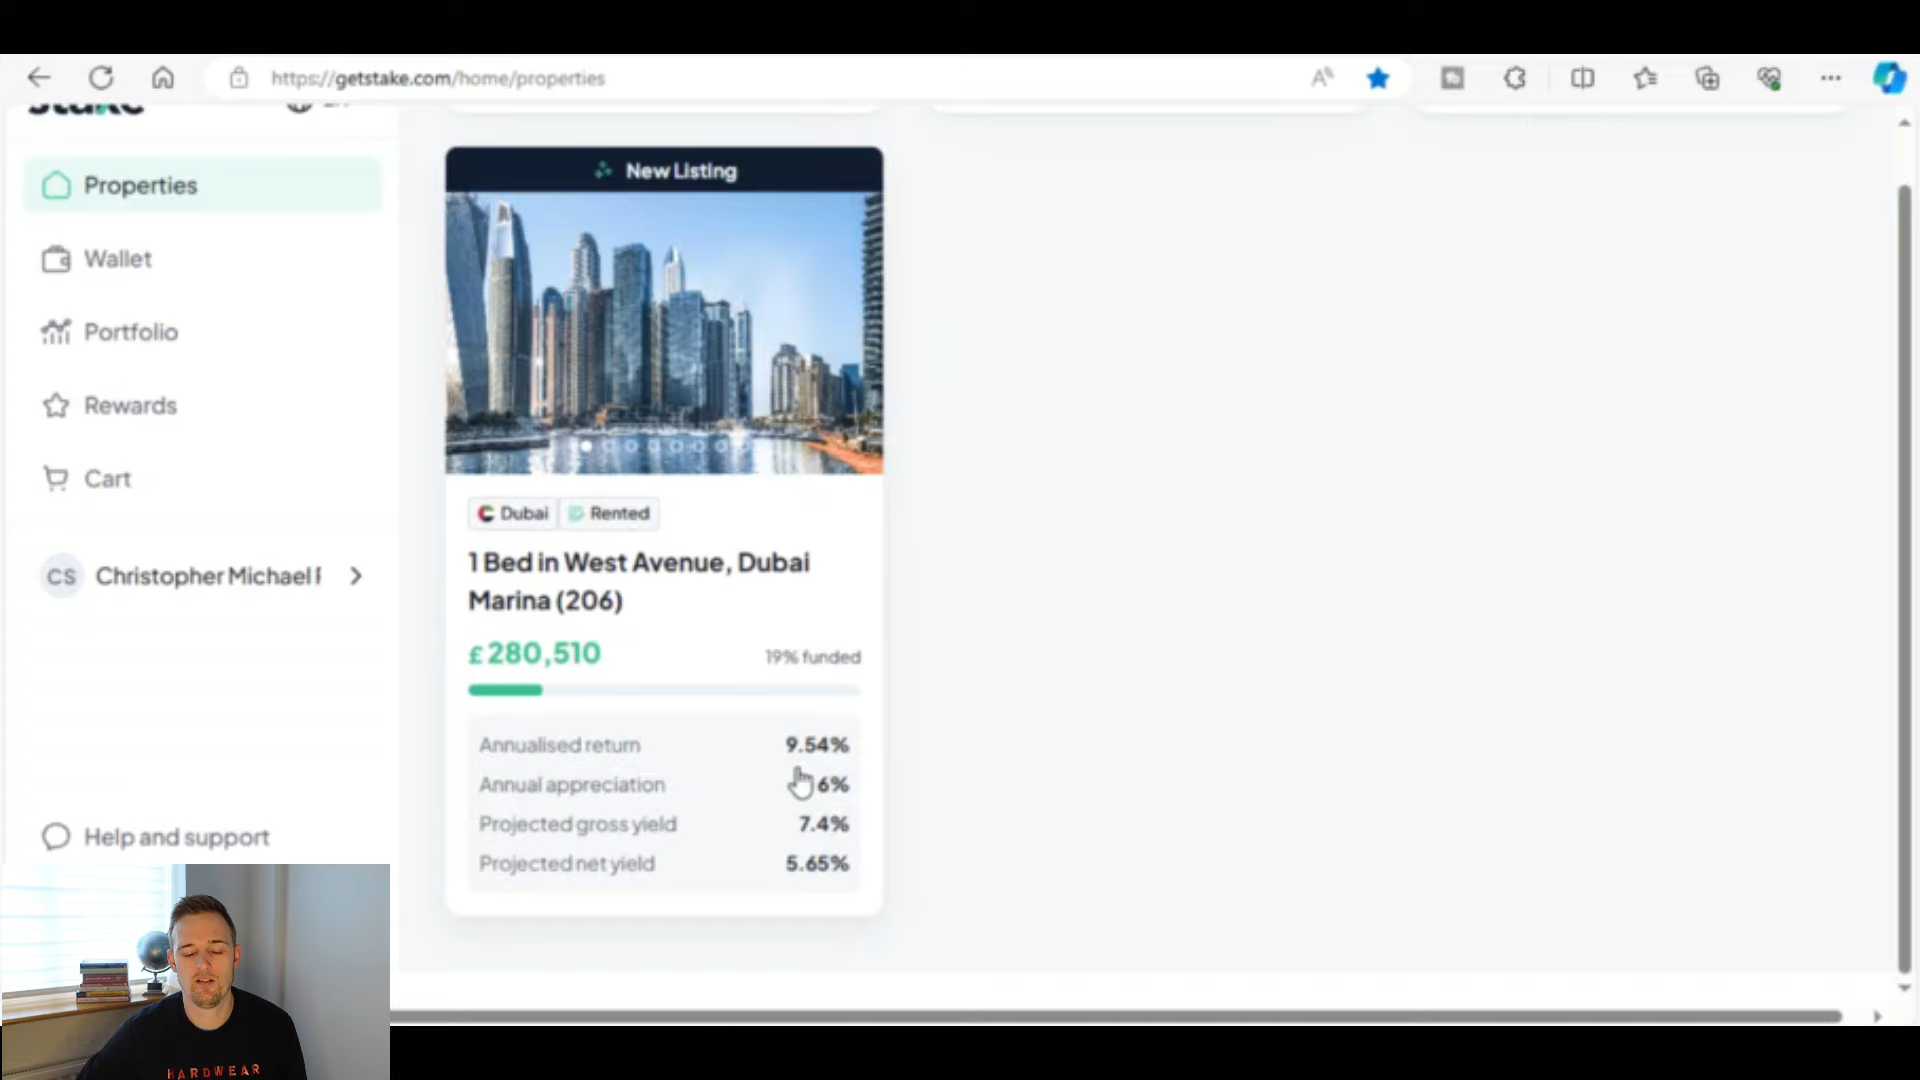 https://getstake.com/home/properties
Properties
Wallet
Portfolio
Rewards
Cart
CS Christopher Michael
Help and support
New Listing
Dubai Rented
1 Bed in West Avenue, Dubai
Marina (206)
£280,510 19% funded
Annualised return 9.54%
Annual appreciation 6%
Projected gross yield 7.4%
Projected net yield 5.65%
HARDWEAR